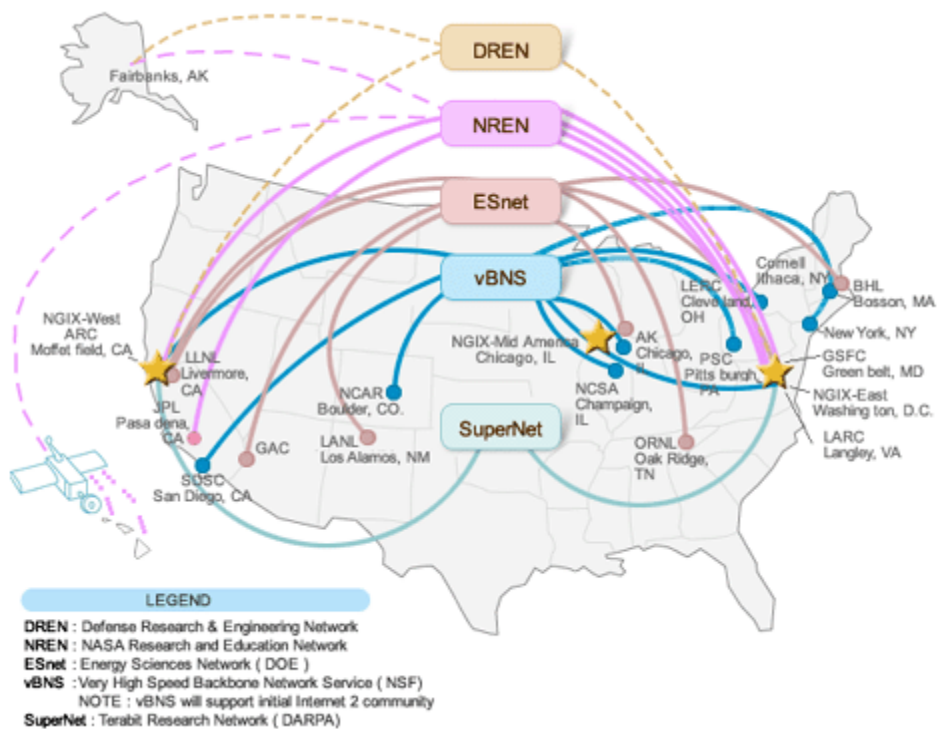 DREN
Fairbanks, AK
NREN
ESnet
vBNS
Cornell
Ithaca, NY
LERC
Cleveland,
OH
BHL
Bosson, MA
NGIX-West
ARC
Moffet field, CA
NGIX-Mid America
Chicago, IL
AK
Chicago,
IL
New York, NY
LLNL
Livermore,
CA
PSC
Pitts burgh,
PA
GSFC
Green belt, MD
NCAR
Boulder, CO.
NCSA
Champaign,
IL
NGIX-East
Washing ton, D.C.
JPL
Pasa dena,
CA
SuperNet
GAC
LANL
Los Alamos, NM
ORNL
Oak Ridge,
TN
LARC
Langley, VA
SDSC
San Diego, CA
LEGEND
DREN : Defense Research & Engineering Network
NREN : NASA Research and Education Network
ESnet : Energy Sciences Network ( DOE )
vBNS : Very High Speed Backbone Network Service ( NSF)
NOTE : vBNS will support initial Internet 2 community
SuperNet : Terabit Research Network ( DARPA)